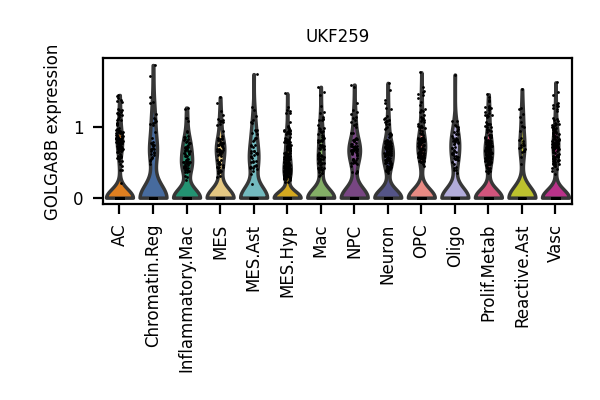 UKF259
GOLGA8B expression
1
0
AC
Chromatin.Reg
Inflammatory.Mac
MES
MES.Ast
MES.Hyp
Mac
NPC
Neuron
OPC
Oligo
Prolif.Metab
Reactive.Ast
Vasc